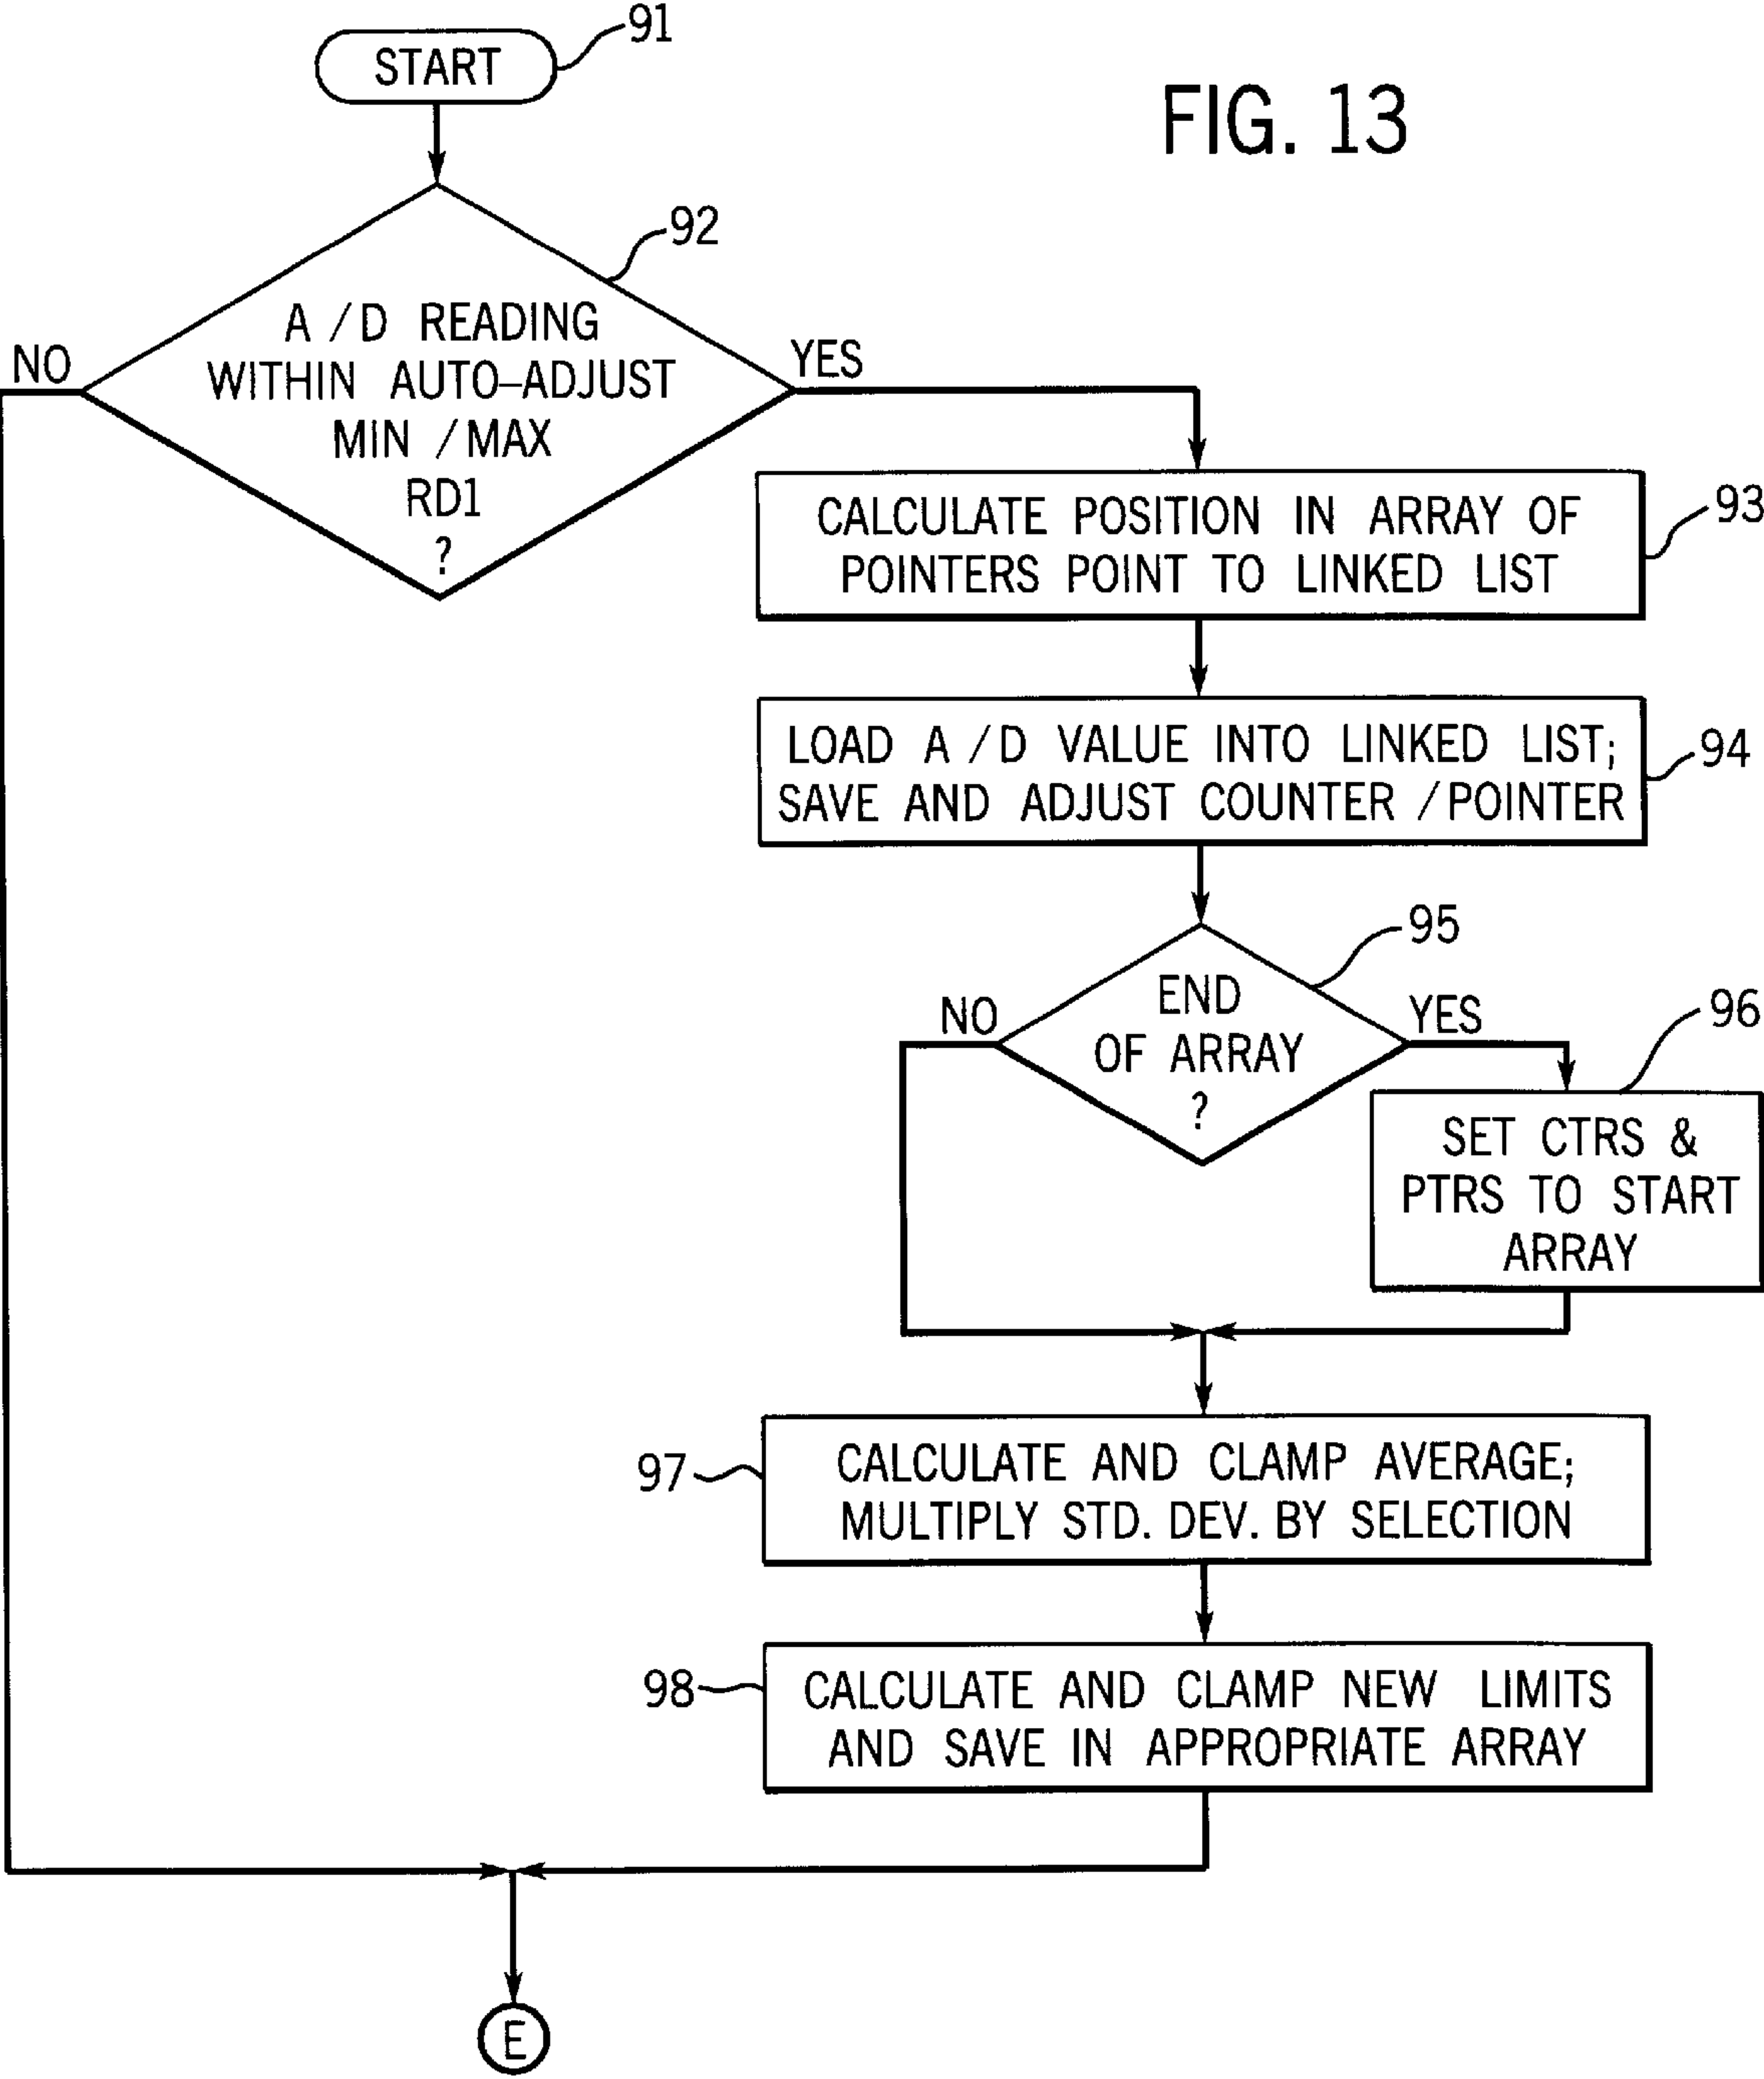 91
START
FIG. 13
92
A / D READING
WITHIN AUTO–ADJUST
MIN / MAX
RD1
?
NO
YES
93
CALCULATE POSITION IN ARRAY OF
POINTERS POINT TO LINKED LIST
94
LOAD A / D VALUE INTO LINKED LIST;
SAVE AND ADJUST COUNTER / POINTER
95
END
OF ARRAY
?
NO
YES
96
SET CTRS &
PTRS TO START
ARRAY
97
CALCULATE AND CLAMP AVERAGE;
MULTIPLY STD. DEV. BY SELECTION
98
CALCULATE AND CLAMP NEW LIMITS
AND SAVE IN APPROPRIATE ARRAY
E